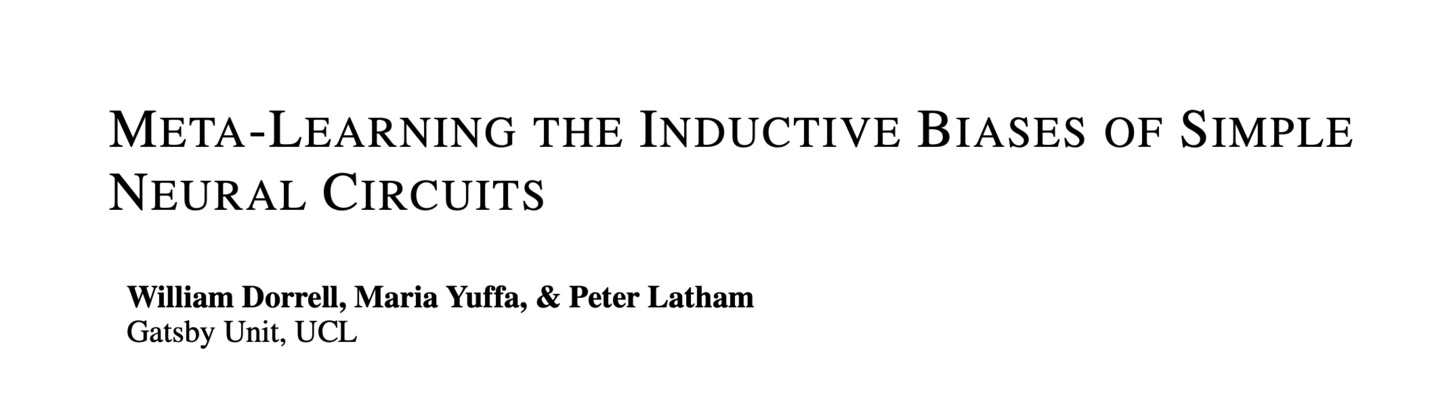 META-LEARNING THE INDUCTIVE BIASES OF SIMPLE
NEURAL CIRCUITS
William Dorrell, Maria Yuffa, & Peter Latham
Gatsby Unit, UCL